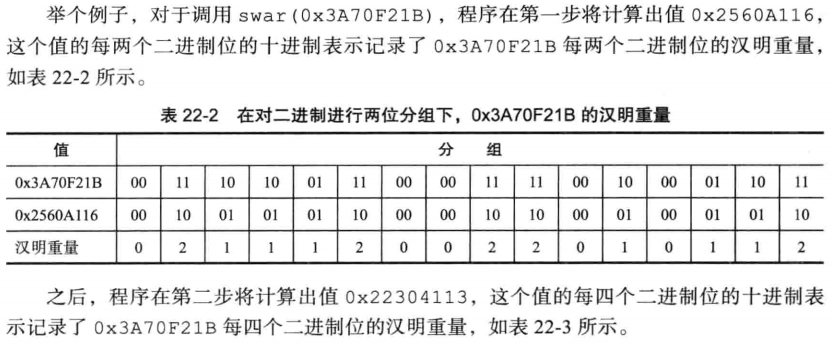 举个例子，对于调用 swar(0x3A70F21B)，程序在第一步将计算出值 0x2560A116，
这个值的每两个二进制位的十进制表示记录了 0x3A70F21B 每两个二进制位的汉明重量，
如表 22-2 所示。
表 22-2 在对二进制进行两位分组下，0x3A70F21B 的汉明重量
值 分 组
0x3A70F21B 00 11 10 10 01 11 00 00 11 11 00 10 00 01 10 11
0x2560A116 00 10 01 01 01 10 00 00 10 10 00 01 00 01 01 10
汉明重量 0 2 1 1 1 2 0 0 2 2 0 1 0 1 1 2
之后，程序在第二步将计算出值 0x22304113，这个值的每四个二进制位的十进制表
示记录了 0x3A70F21B 每四个二进制位的汉明重量，如表 22-3 所示。